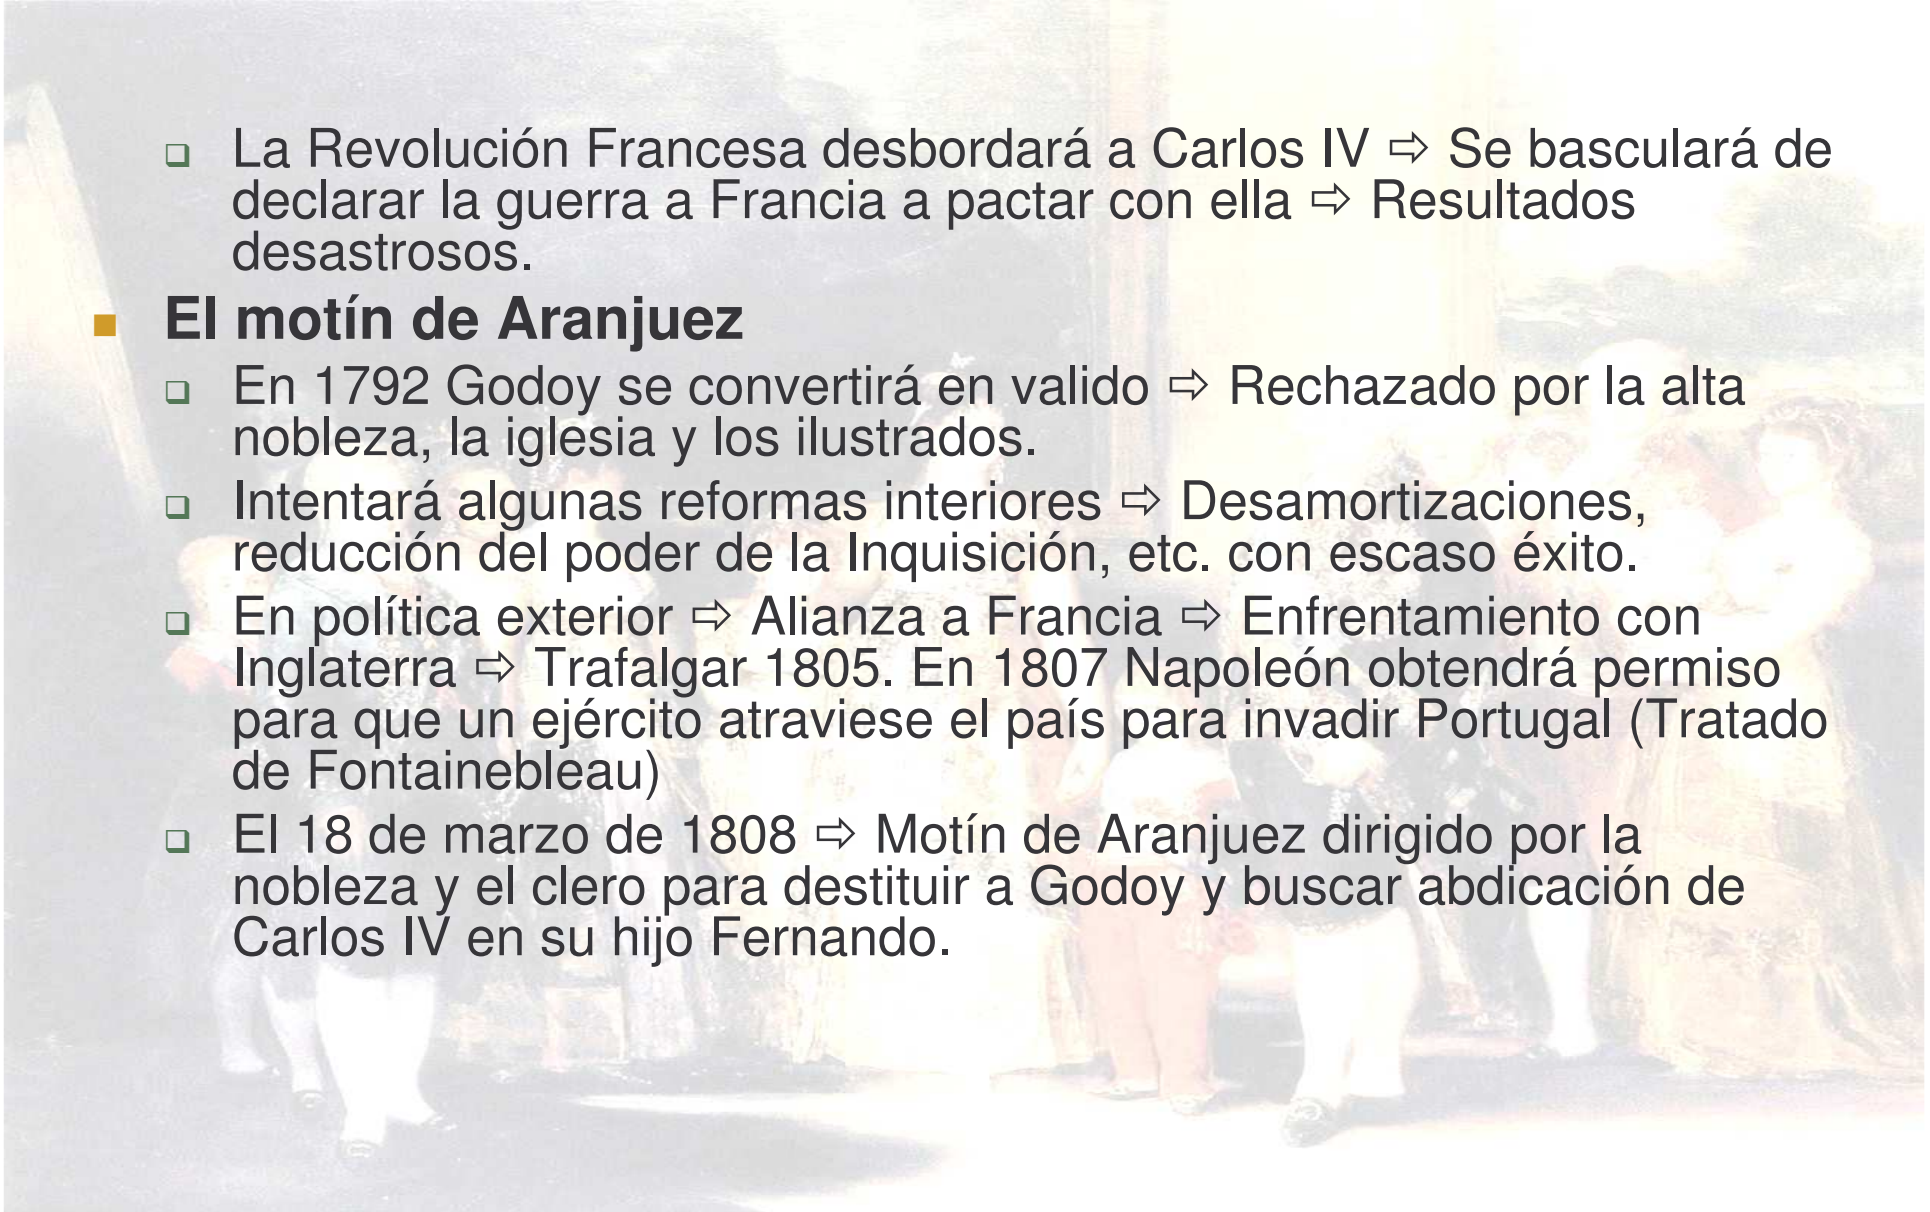 ❑ La Revolución Francesa desbordará a Carlos IV ⇨ Se basculará de
declarar la guerra a Francia a pactar con ella ⇨ Resultados
desastrosos.
■ El motín de Aranjuez
❑ En 1792 Godoy se convertirá en valido ⇨ Rechazado por la alta
nobleza, la iglesia y los ilustrados.
❑ Intentará algunas reformas interiores ⇨ Desamortizaciones,
reducción del poder de la Inquisición, etc. con escaso éxito.
❑ En política exterior ⇨ Alianza a Francia ⇨ Enfrentamiento con
Inglaterra ⇨ Trafalgar 1805. En 1807 Napoleón obtendrá permiso
para que un ejército atraviese el país para invadir Portugal (Tratado
de Fontainebleau)
❑ El 18 de marzo de 1808 ⇨ Motín de Aranjuez dirigido por la
nobleza y el clero para destituir a Godoy y buscar abdicación de
Carlos IV en su hijo Fernando.